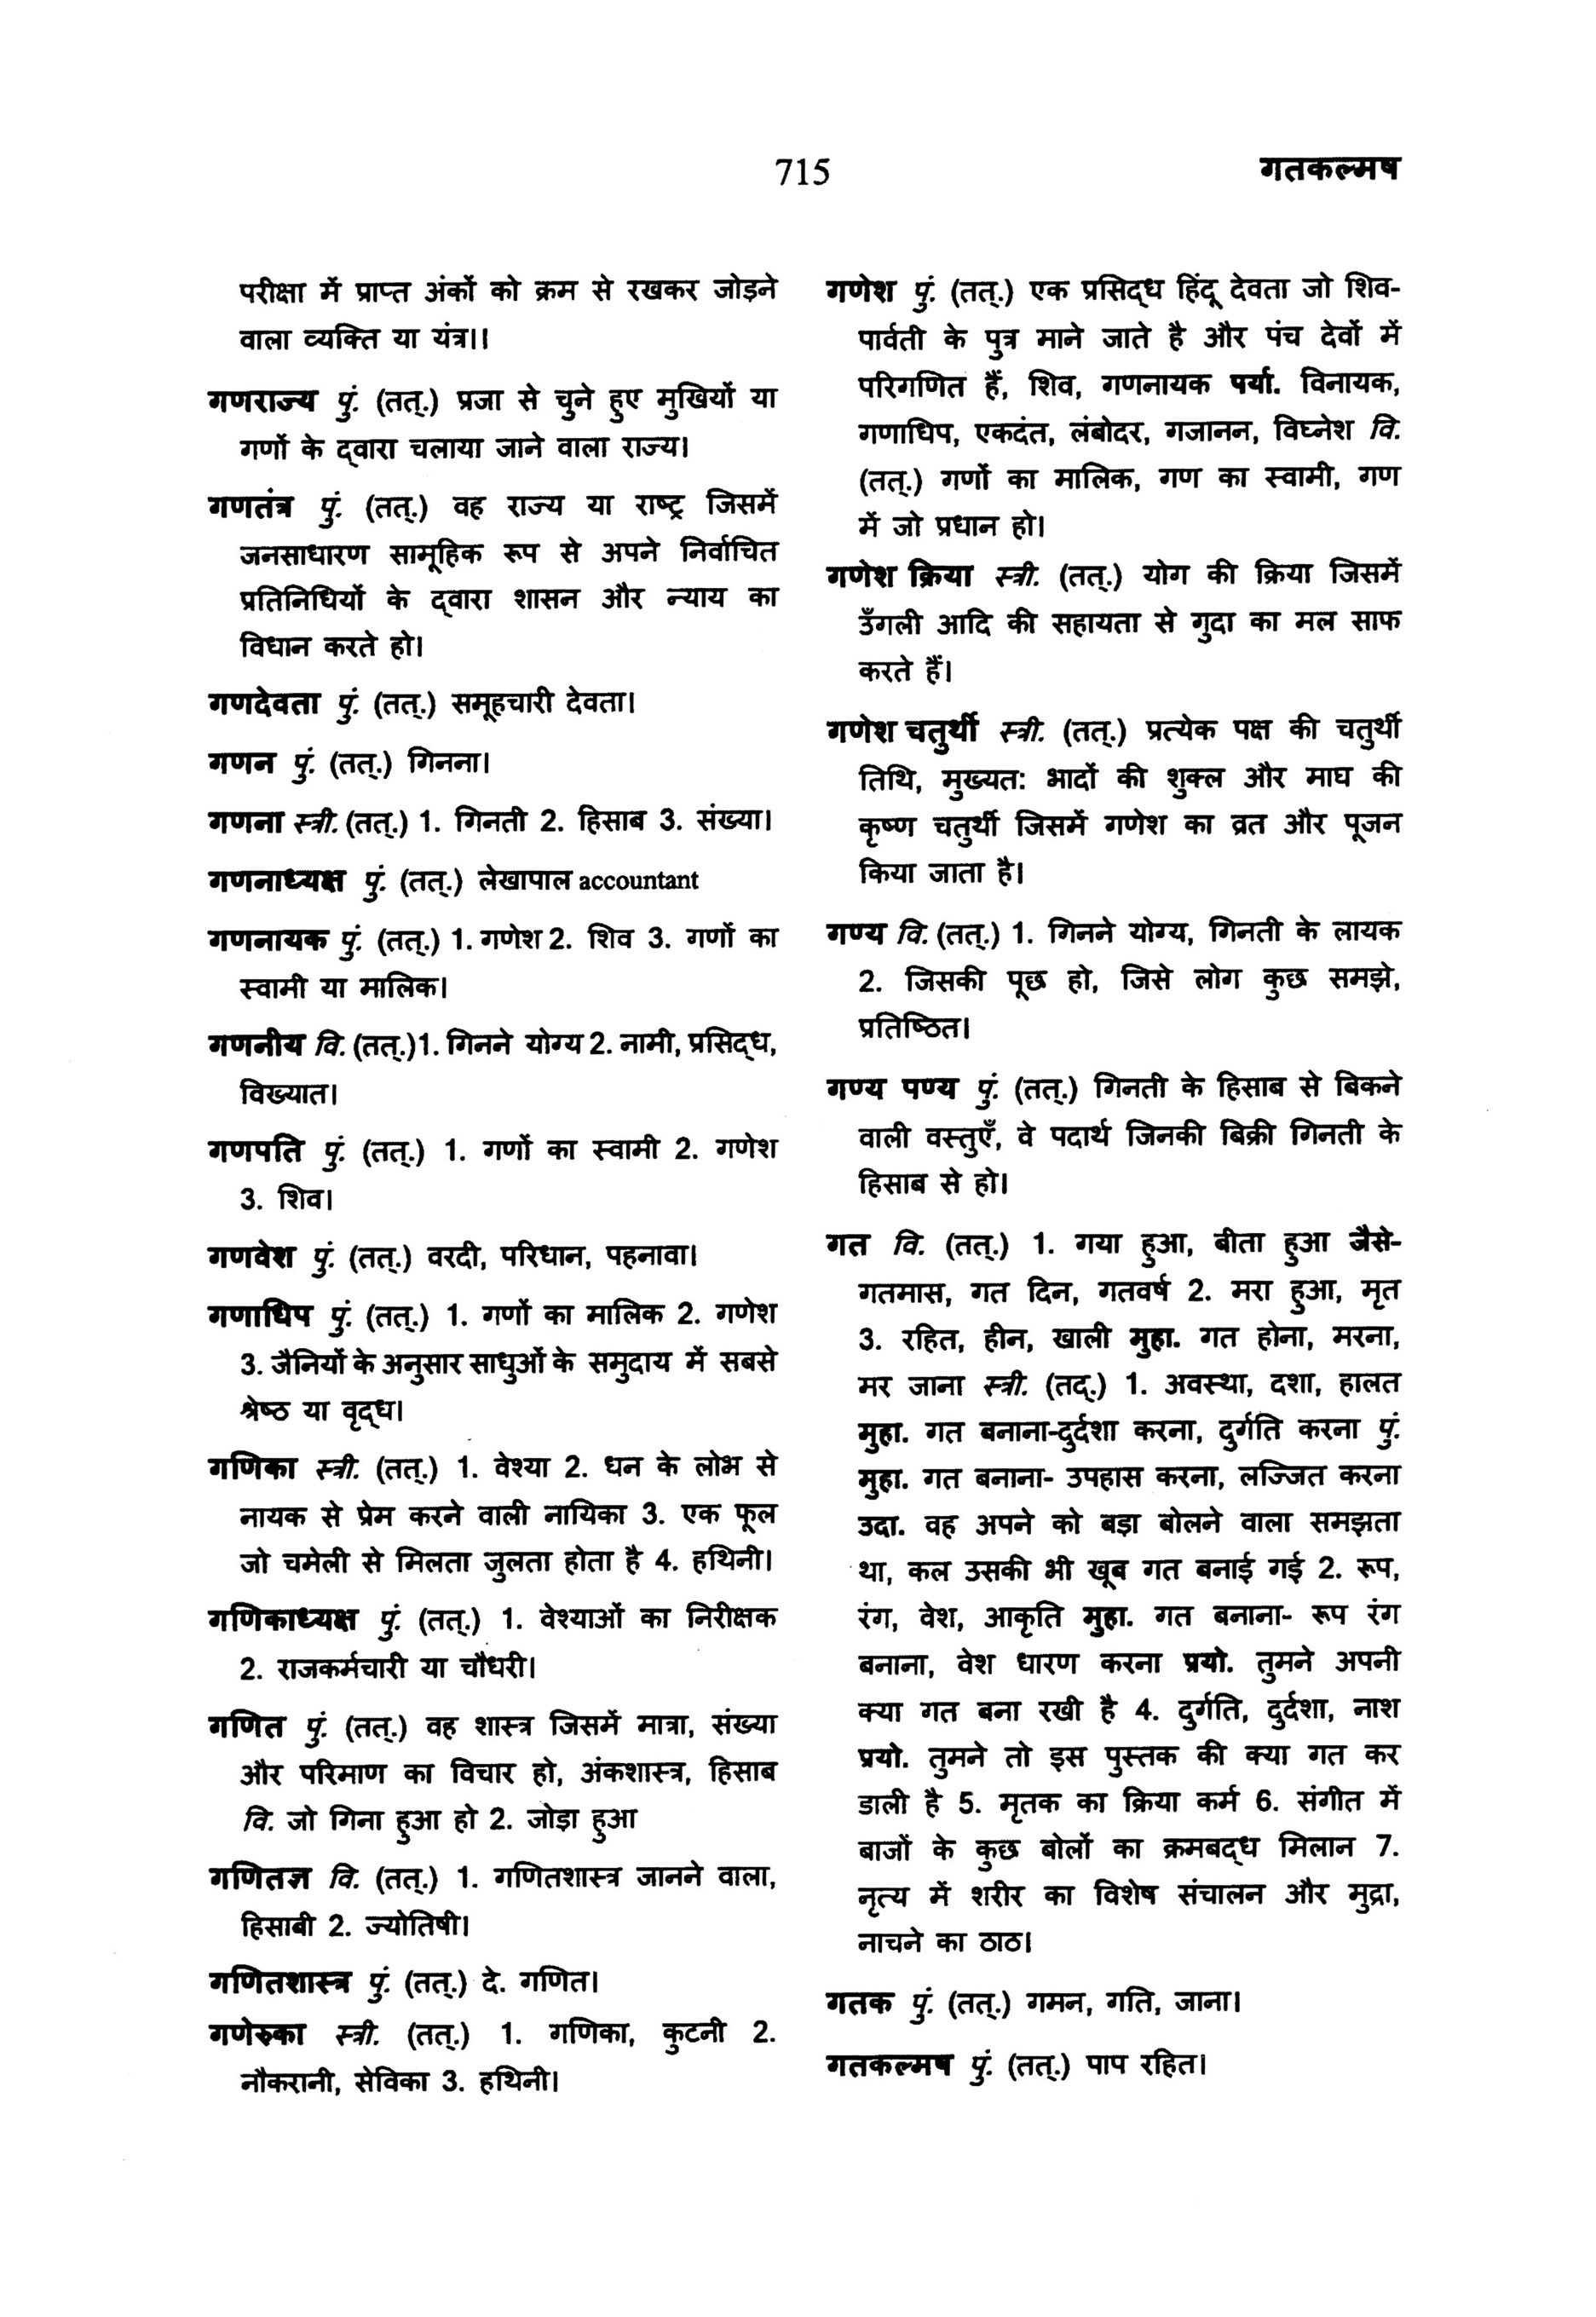 715
गतकल्मष
परीक्षा में प्राप्त अंकों को क्रम से रखकर जोड़ने
वाला व्यक्ति या यंत्र।।
गणराज्य पुं. (तत्.) प्रजा से चुने हुए मुखियों या
गणों के द्वारा चलाया जाने वाला राज्य।
गणतंत्र पुं. (तत्.) वह राज्य या राष्ट्र जिसमें
जनसाधारण सामूहिक रूप से अपने निर्वाचित
प्रतिनिधियों के द्वारा शासन और न्याय का
विधान करते हो।
गणदेवता पुं. (तत्.) समूहचारी देवता।
गणन पुं. (तत्.) गिनना।
गणना स्त्री. (तत्.) 1. गिनती 2. हिसाब 3. संख्या।
गणनाध्यक्ष पुं. (तत्.) लेखापाल accountant
गणनायक पुं. (तत्.) 1. गणेश 2. शिव 3. गणों का
स्वामी या मालिक।
गणनीय वि. (तत्.)1. गिनने योग्य 2. नामी, प्रसिद्ध,
विख्यात।
गणपति पुं. (तत्.) 1. गणों का स्वामी 2. गणेश
3. शिव।
गणवेश पुं. (तत्.) वरदी, परिधान, पहनावा।
गणाधिप पुं. (तत्.) 1. गणों का मालिक 2. गणेश
3. जैनियों के अनुसार साधुओं के समुदाय में सबसे
श्रेष्ठ या वृद्ध।
गणिका स्त्री. (तत्.) 1. वेश्या 2. धन के लोभ से
नायक से प्रेम करने वाली नायिका 3. एक फूल
जो चमेली से मिलता जुलता होता है 4. हथिनी।
गणिकाध्यक्ष पुं. (तत्.) 1. वेश्याओं का निरीक्षक
2. राजकर्मचारी या चौधरी।
गणित पुं. (तत्.) वह शास्त्र जिसमें मात्रा, संख्या
और परिमाण का विचार हो, अंकशास्त्र, हिसाब
वि. जो गिना हुआ हो 2. जोड़ा हुआ
गणितज्ञ वि. (तत्.) 1. गणितशास्त्र जानने वाला,
हिसाबी 2. ज्योतिषी।
गणितशास्त्र पुं. (तत्.) दे. गणित।
गणेरुका स्त्री. (तत्.) 1. गणिका, कुटनी 2.
नौकरानी, सेविका 3. हथिनी।
गणेश पुं. (तत्.) एक प्रसिद्ध हिंदू देवता जो शिव-
पार्वती के पुत्र माने जाते है और पंच देवों में
परिगणित हैं, शिव, गणनायक पर्या. विनायक,
गणाधिप, एकदंत, लंबोदर, गजानन, विघ्नेश वि.
(तत्.) गणों का मालिक, गण का स्वामी, गण
में जो प्रधान हो।
गणेश क्रिया स्त्री. (तत्.) योग की क्रिया जिसमें
उँगली आदि की सहायता से गुदा का मल साफ
करते हैं।
गणेश चतुर्थी स्त्री. (तत्.) प्रत्येक पक्ष की चतुर्थी
तिथि, मुख्यत: भादों की शुक्ल और माघ की
कृष्ण चतुर्थी जिसमें गणेश का व्रत और पूजन
किया जाता है।
गण्य वि. (तत्.) 1. गिनने योग्य, गिनती के लायक
2. जिसकी पूछ हो, जिसे लोग कुछ समझे,
प्रतिष्ठित।
गण्य पण्य पुं. (तत्.) गिनती के हिसाब से बिकने
वाली वस्तुएँ, वे पदार्थ जिनकी बिक्री गिनती के
हिसाब से हो।
गत वि. (तत्.) 1. गया हुआ, बीता हुआ जैसे-
गतमास, गत दिन, गतवर्ष 2. मरा हुआ, मृत
3. रहित, हीन, खाली मुहा. गत होना, मरना,
मर जाना स्त्री. (तद्.) 1. अवस्था, दशा, हालत
मुहा. गत बनाना-दुर्दशा करना, दुर्गति करना पुं.
मुहा. गत बनाना- उपहास करना, लज्जित करना
उदा. वह अपने को बड़ा बोलने वाला समझता
था, कल उसकी भी खूब गत बनाई गई 2. रूप,
रंग, वेश, आकृति मुहा. गत बनाना- रूप रंग
बनाना, वेश धारण करना प्रयो. तुमने अपनी
क्या गत बना रखी है 4. दुर्गति, दुर्दशा, नाश
प्रयो. तुमने तो इस पुस्तक की क्या गत कर
डाली है 5. मृतक का क्रिया कर्म 6. संगीत में
बाजों के कुछ बोलों का क्रमबद्ध मिलान 7.
नृत्य में शरीर का विशेष संचालन और मुद्रा,
नाचने का ठाठ।
गतक पुं. (तत्.) गमन, गति, जाना।
गतकल्मष पुं. (तत्.) पाप रहित।